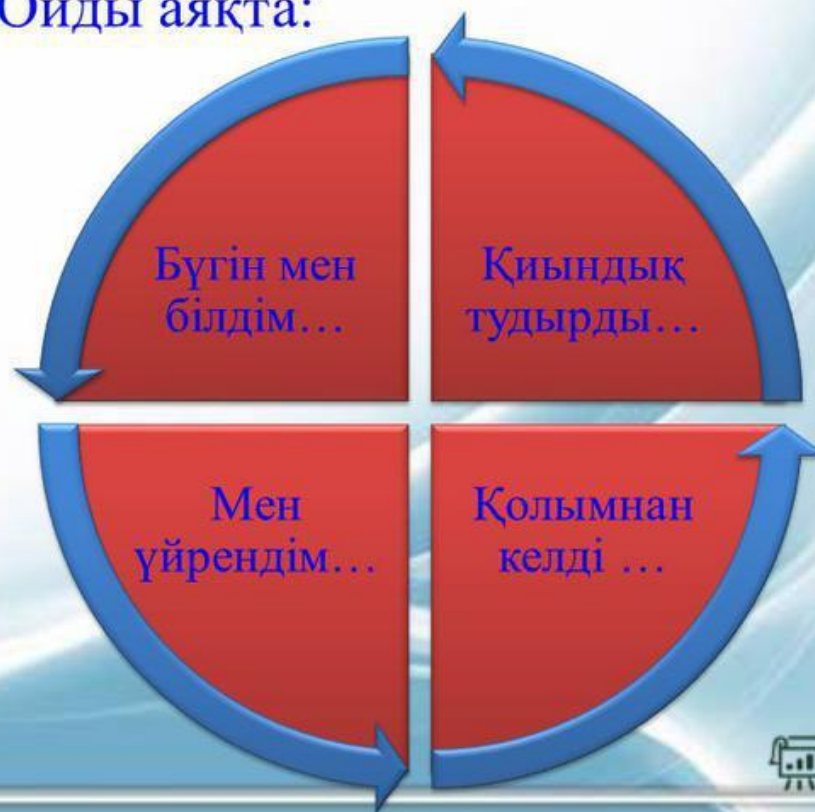 Ойды аяқта:
Бүгін мен
білдім…
Қиындық
тудырды…
Мен
үйрендім…
Қолымнан
келді …